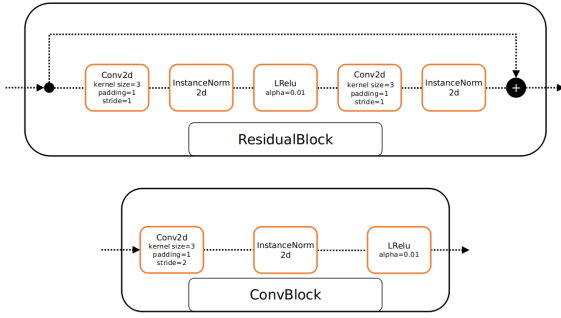 Conv2d
kernel size=3
padding=1
stride=1
InstanceNorm
2d
LRelu
alpha=0.01
Conv2d
kernel size=3
padding=1
stride=1
InstanceNorm
2d
+
ResidualBlock
Conv2d
kernel size=3
padding=1
stride=2
InstanceNorm
2d
LRelu
alpha=0.01
ConvBlock